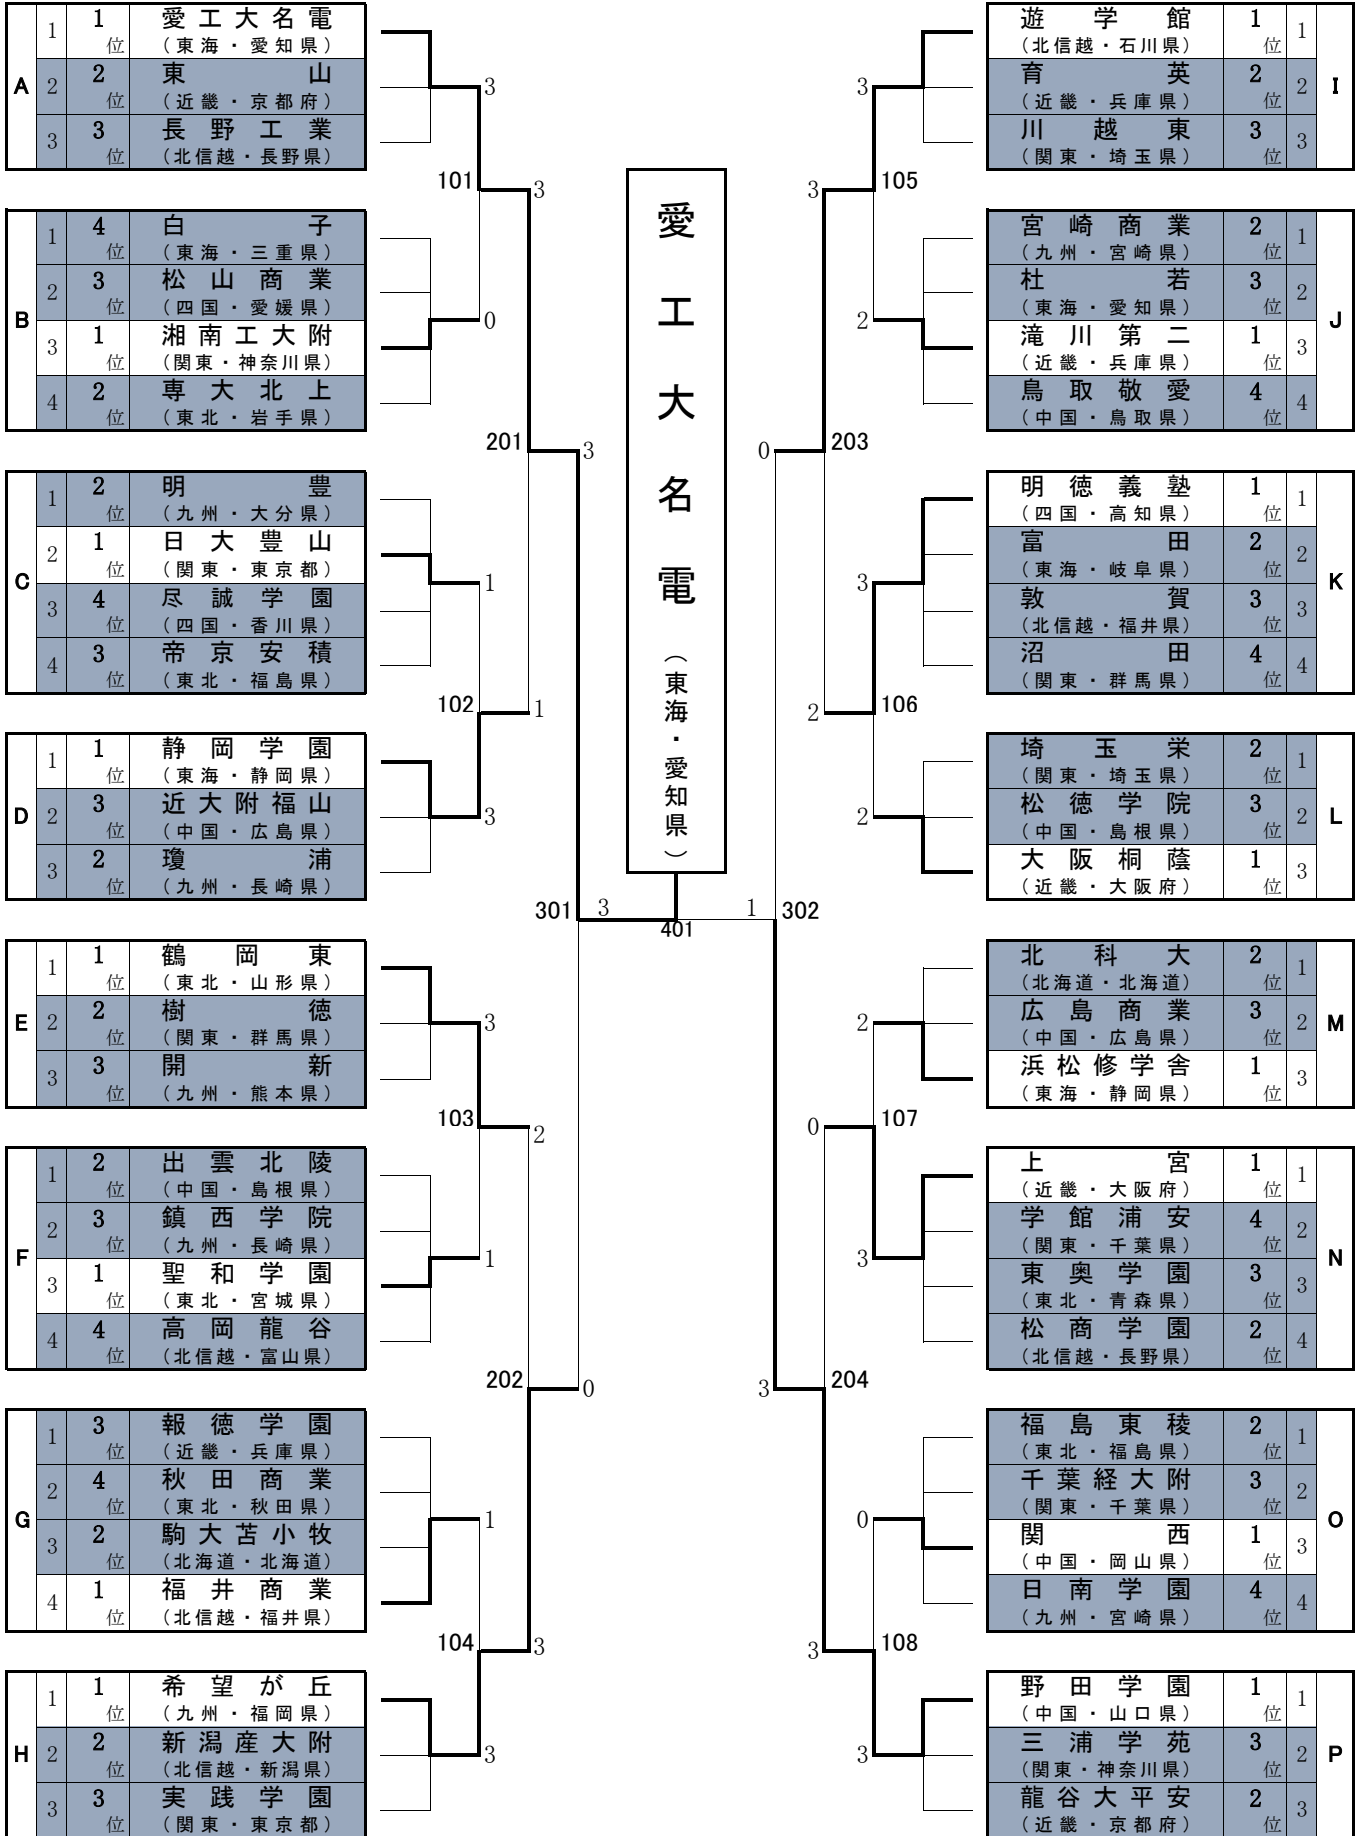 A
1 1位 愛工大名電
(東海・愛知県)
2 2位 東山
(近畿・京都府)
3 3位 長野工業
(北信越・長野県)
B
1 4位 白子
(東海・三重県)
2 3位 松山商業
(四国・愛媛県)
3 1位 湘南工大附
(関東・神奈川県)
4 2位 専大北上
(東北・岩手県)
C
1 2位 明豊
(九州・大分県)
2 1位 日大豊山
(関東・東京都)
3 4位 尽誠学園
(四国・香川県)
4 3位 帝京安積
(東北・福島県)
D
1 1位 静岡学園
(東海・静岡県)
2 3位 近大附福山
(中国・広島県)
3 2位 瓊浦
(九州・長崎県)
E
1 1位 鶴岡東
(東北・山形県)
2 2位 樹徳
(関東・群馬県)
3 3位 開新
(九州・熊本県)
F
1 2位 出雲北陵
(中国・島根県)
2 3位 鎮西学院
(九州・長崎県)
3 1位 聖和学園
(東北・宮城県)
4 4位 高岡龍谷
(北信越・富山県)
G
1 3位 報徳学園
(近畿・兵庫県)
2 4位 秋田商業
(東北・秋田県)
3 2位 駒大苫小牧
(北海道・北海道)
4 1位 福井商業
(北信越・福井県)
H
1 1位 希望が丘
(九州・福岡県)
2 2位 新潟産大附
(北信越・新潟県)
3 3位 実践学園
(関東・東京都)
3
101
3
0
201
3
1
102
1
3
301
3
3
103
2
1
202
0
1
104
3
3
愛工大名電
(東海・愛知県)
401
3
105
3
2
0
203
3
106
2
2
1
302
2
107
0
3
3
204
0
108
3
3
遊学館 1位 1
(北信越・石川県)
育英 2位 2
(近畿・兵庫県)
川越東 3位 3
(関東・埼玉県)
I
宮崎商業 2位 1
(九州・宮崎県)
杜若 3位 2
(東海・愛知県)
滝川第二 1位 3
(近畿・兵庫県)
鳥取敬愛 4位 4
(中国・鳥取県)
J
明徳義塾 1位 1
(四国・高知県)
富田 2位 2
(東海・岐阜県)
敦賀 3位 3
(北信越・福井県)
沼田 4位 4
(関東・群馬県)
K
埼玉栄 2位 1
(関東・埼玉県)
松徳学院 3位 2
(中国・島根県)
大阪桐蔭 1位 3
(近畿・大阪府)
L
北科大 2位 1
(北海道・北海道)
広島商業 3位 2
(中国・広島県)
浜松修学舎 1位 3
(東海・静岡県)
M
上宮 1位 1
(近畿・大阪府)
学館浦安 4位 2
(関東・千葉県)
東奥学園 3位 3
(東北・青森県)
松商学園 2位 4
(北信越・長野県)
N
福島東稜 2位 1
(東北・福島県)
千葉経大附 3位 2
(関東・千葉県)
関西 1位 3
(中国・岡山県)
日南学園 4位 4
(九州・宮崎県)
O
野田学園 1位 1
(中国・山口県)
三浦学苑 3位 2
(関東・神奈川県)
龍谷大平安 2位 3
(近畿・京都府)
P